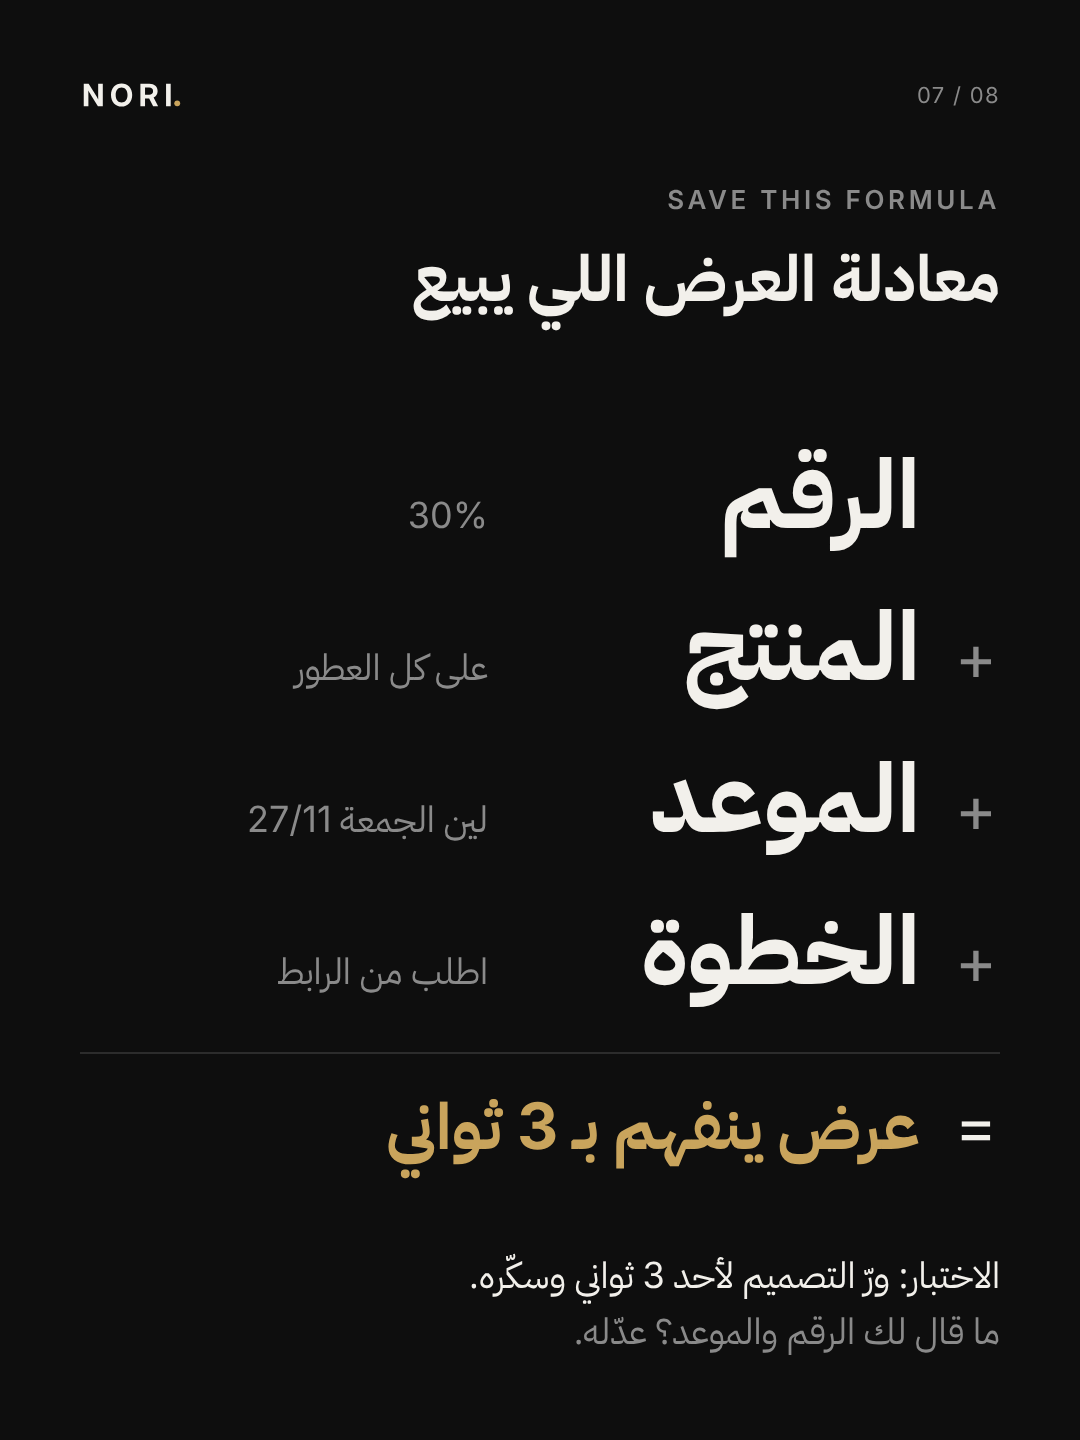 NORI.
07 / 08
SAVE THIS FORMULA
معادلة العرض اللي يبيع
الرقم 30%
+ المنتج على كل العطور
+ الموعد لين الجمعة 27/11
+ الخطوة اطلب من الرابط
= عرض ينفهم بـ 3 ثواني
الاختبار: ورّ التصميم لأحد 3 ثواني وسكّره.
ما قال لك الرقم والموعد؟ عدّله.